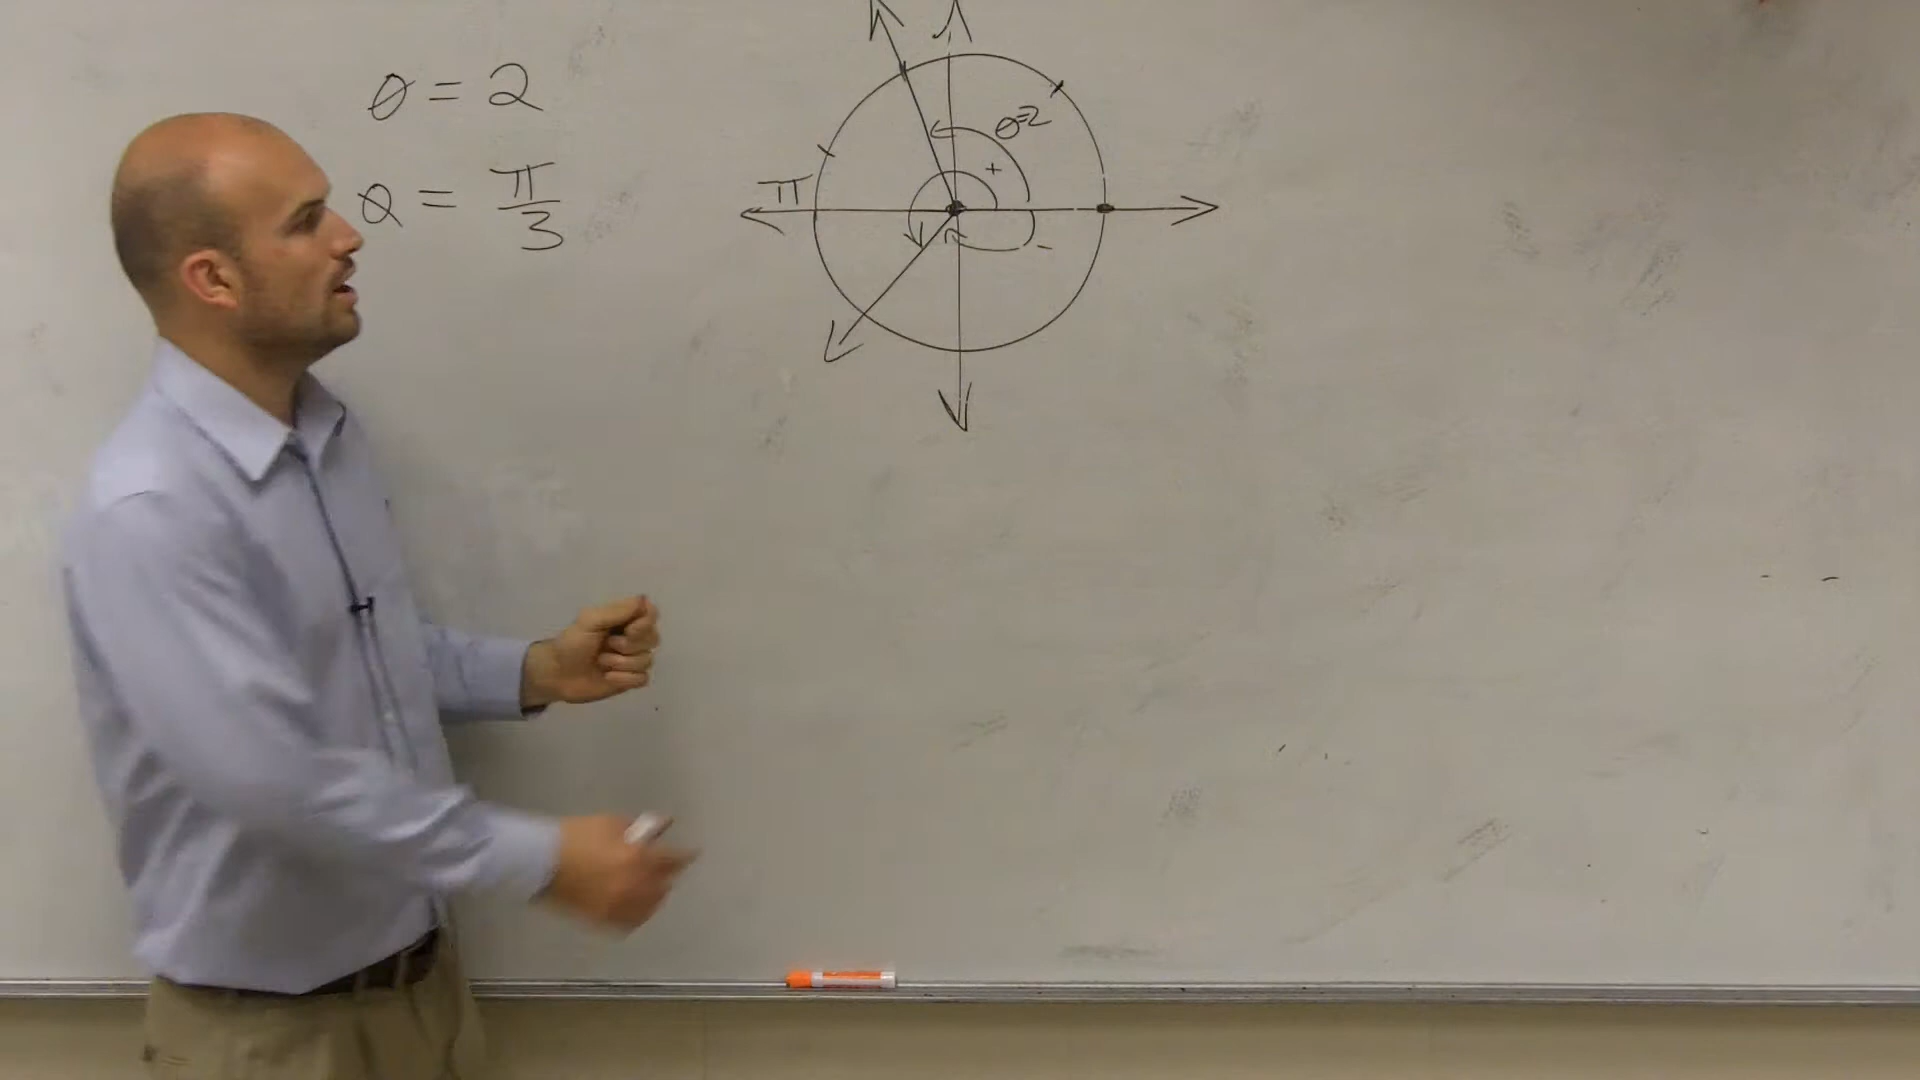 θ = 2
θ = π/3
θ=2
+
π
-